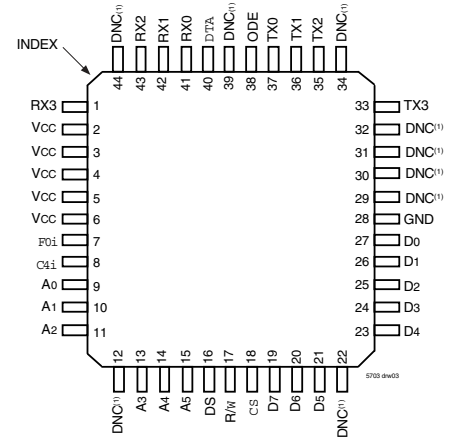 DNC(1)
RX2
RX1
RX0
DTA
DNC(1)
ODE
TX0
TX1
TX2
DNC(1)
INDEX
44
43
42
41
40
39
38
37
36
35
34
RX3 1
VCC 2
VCC 3
VCC 4
VCC 5
VCC 6
F0i 7
C4i 8
A0 9
A1 10
A2 11
33 TX3
32 DNC(1)
31 DNC(1)
30 DNC(1)
29 DNC(1)
28 GND
27 D0
26 D1
25 D2
24 D3
23 D4
12
13
14
15
16
17
18
19
20
21
22
5703 drw03
DNC(1)
A3
A4
A5
DS
R/W
CS
D7
D6
D5
DNC(1)